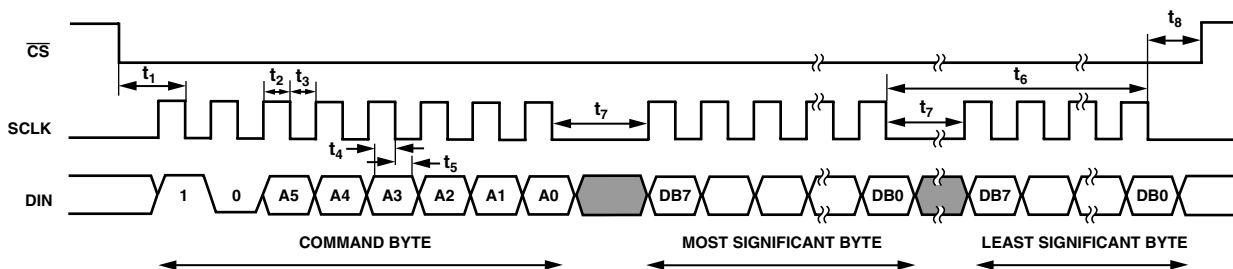 CS
t8
t1
t2 t3
t6
SCLK
t7
t7
t4
t5
DIN
1 0 A5 A4 A3 A2 A1 A0 DB7 DB0 DB7 DB0
COMMAND BYTE MOST SIGNIFICANT BYTE LEAST SIGNIFICANT BYTE